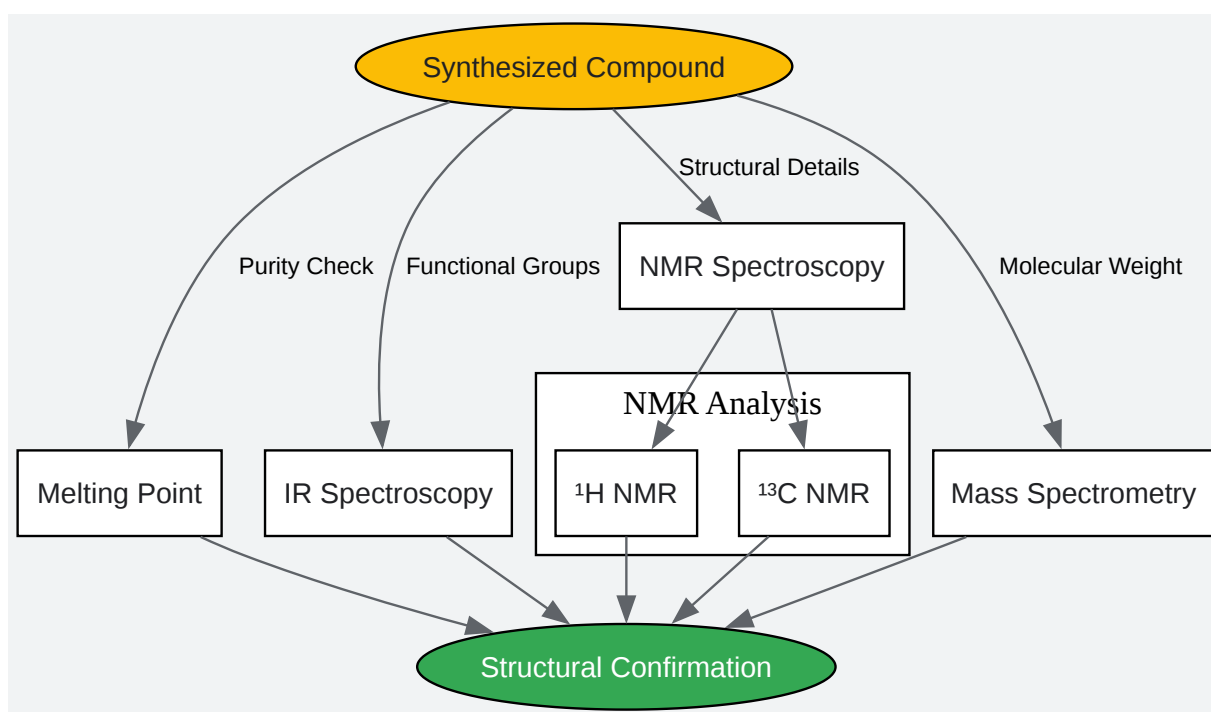 Synthesized Compound
Structural Details
Purity Check
Functional Groups
NMR Spectroscopy
Molecular Weight
NMR Analysis
Melting Point
IR Spectroscopy
¹H NMR
¹³C NMR
Mass Spectrometry
Structural Confirmation